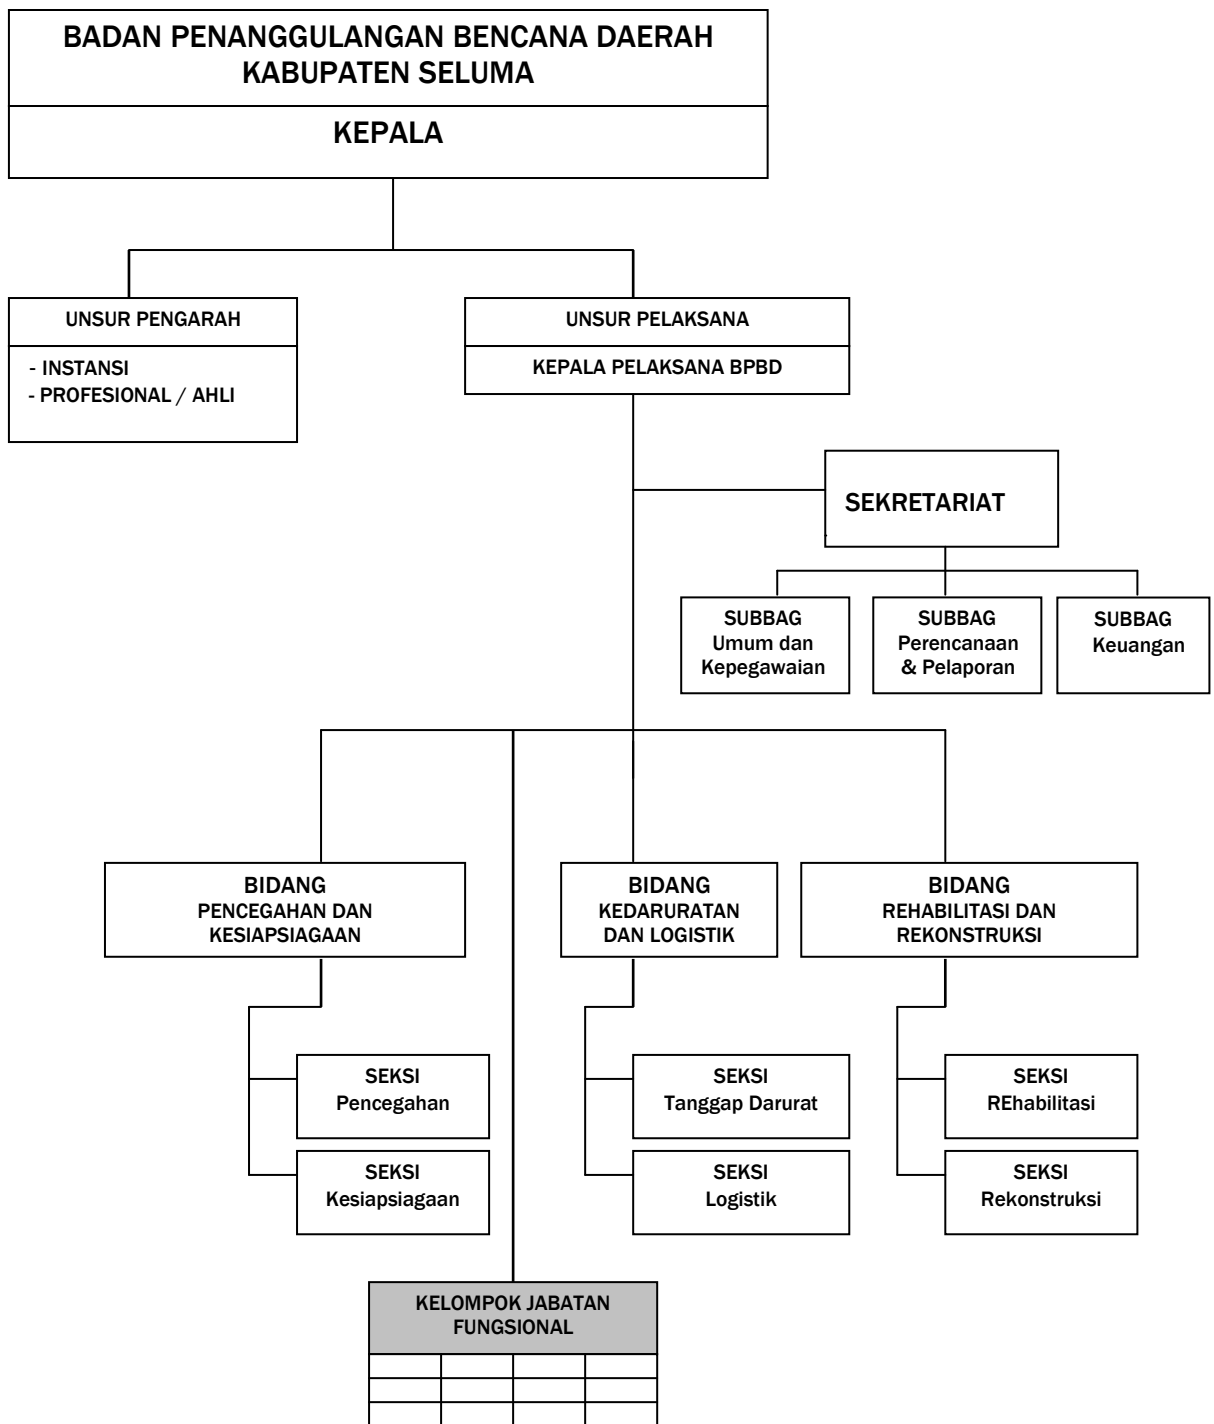 BADAN PENANGGULANGAN BENCANA DAERAH
KABUPATEN SELUMA
KEPALA
UNSUR PENGARAH
- INSTANSI
- PROFESIONAL / AHLI
UNSUR PELAKSANA
KEPALA PELAKSANA BPBD
SEKRETARIAT
SUBBAG
Umum dan
Kepegawaian
SUBBAG
Perencanaan
& Pelaporan
SUBBAG
Keuangan
BIDANG
PENCEGAHAN DAN
KESIAPSIAGAAN
BIDANG
KEDARURATAN
DAN LOGISTIK
BIDANG
REHABILITASI DAN
REKONSTRUKSI
SEKSI
Pencegahan
SEKSI
Kesiapsiagaan
SEKSI
Tanggap Darurat
SEKSI
Logistik
SEKSI
REhabilitasi
SEKSI
Rekonstruksi
KELOMPOK JABATAN
FUNGSIONAL